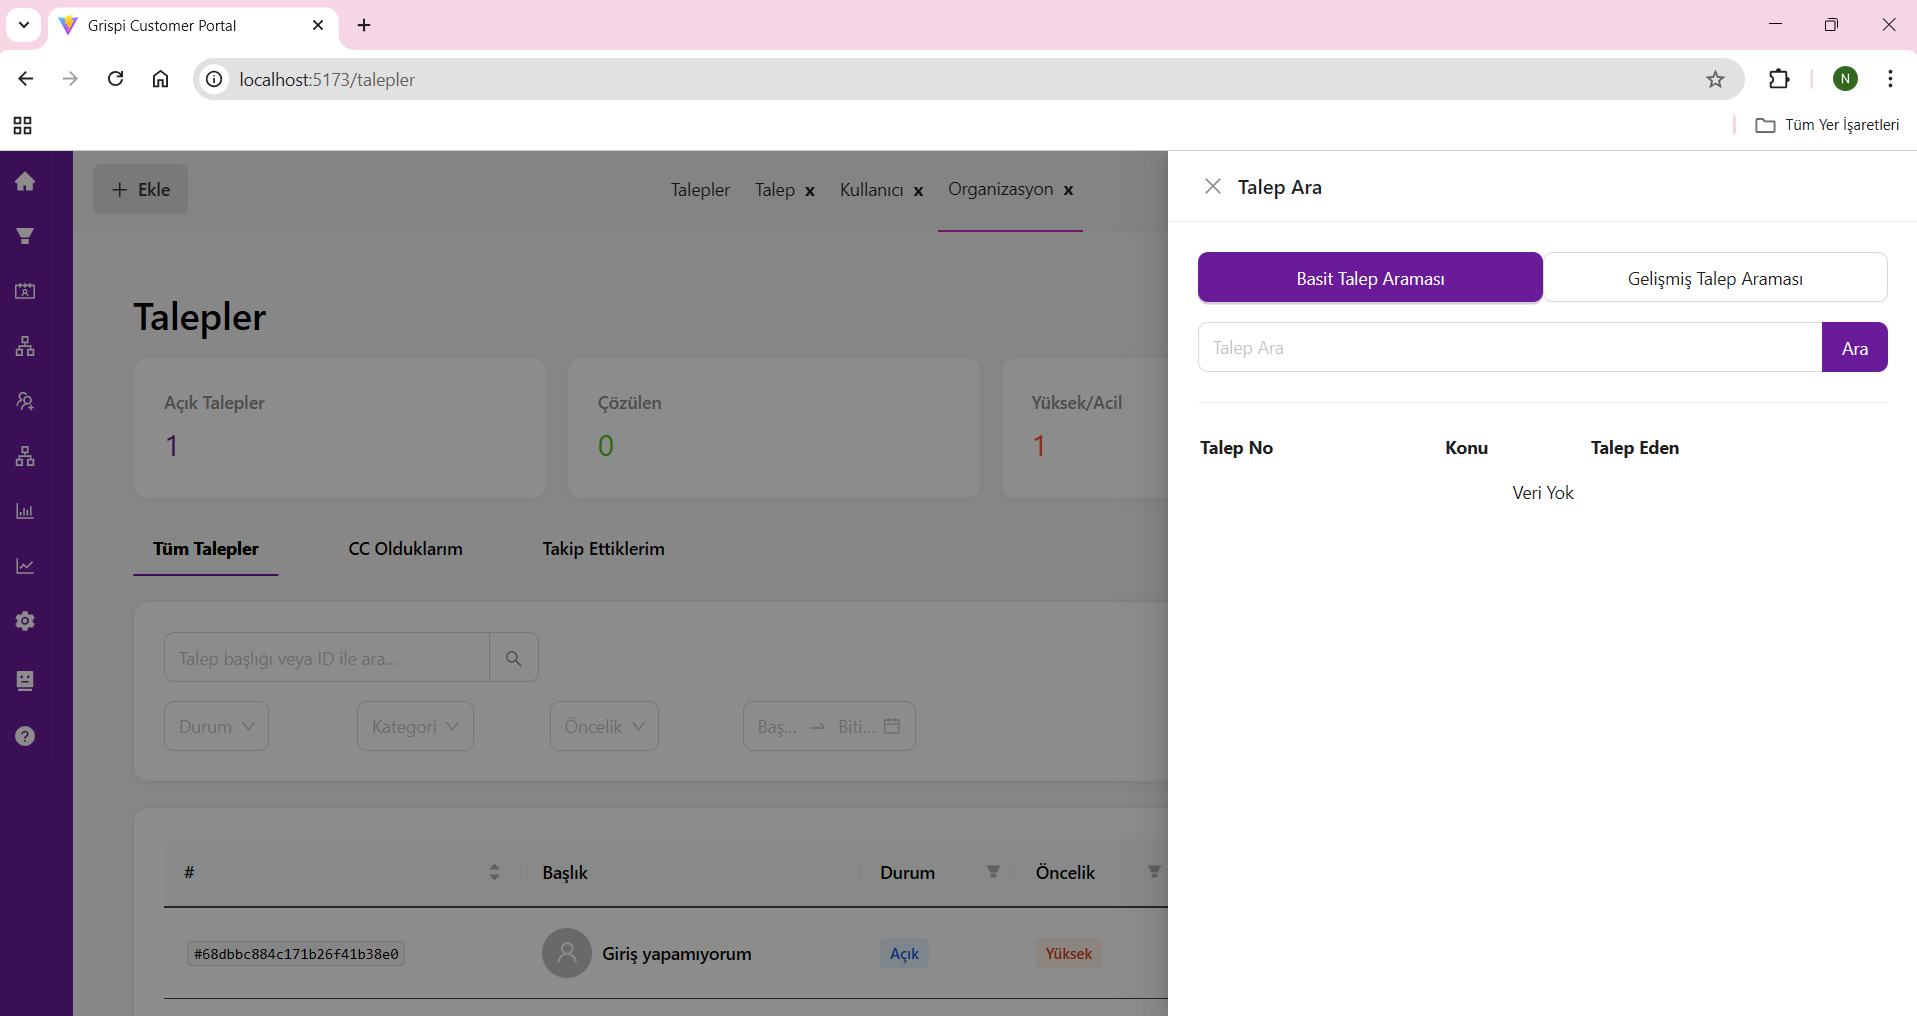 Grispi Customer Portal
localhost:5173/talepler
N
Tüm Yer İşaretleri
+ Ekle
Talepler Talep x Kullanıcı x Organizasyon x
Talepler
Açık Talepler
1
Çözülen
0
Yüksek/Acil
1
Tüm Talepler CC Olduklarım Takip Ettiklerim
Talep başlığı veya ID ile ara...
Durum Kategori Öncelik Baş... → Biti...
# Başlık Durum Öncelik
#68dbbc884c171b26f41b38e0 Giriş yapamıyorum Açık Yüksek
Talep Ara
Basit Talep Araması Gelişmiş Talep Araması
Talep Ara Ara
Talep No Konu Talep Eden
Veri Yok